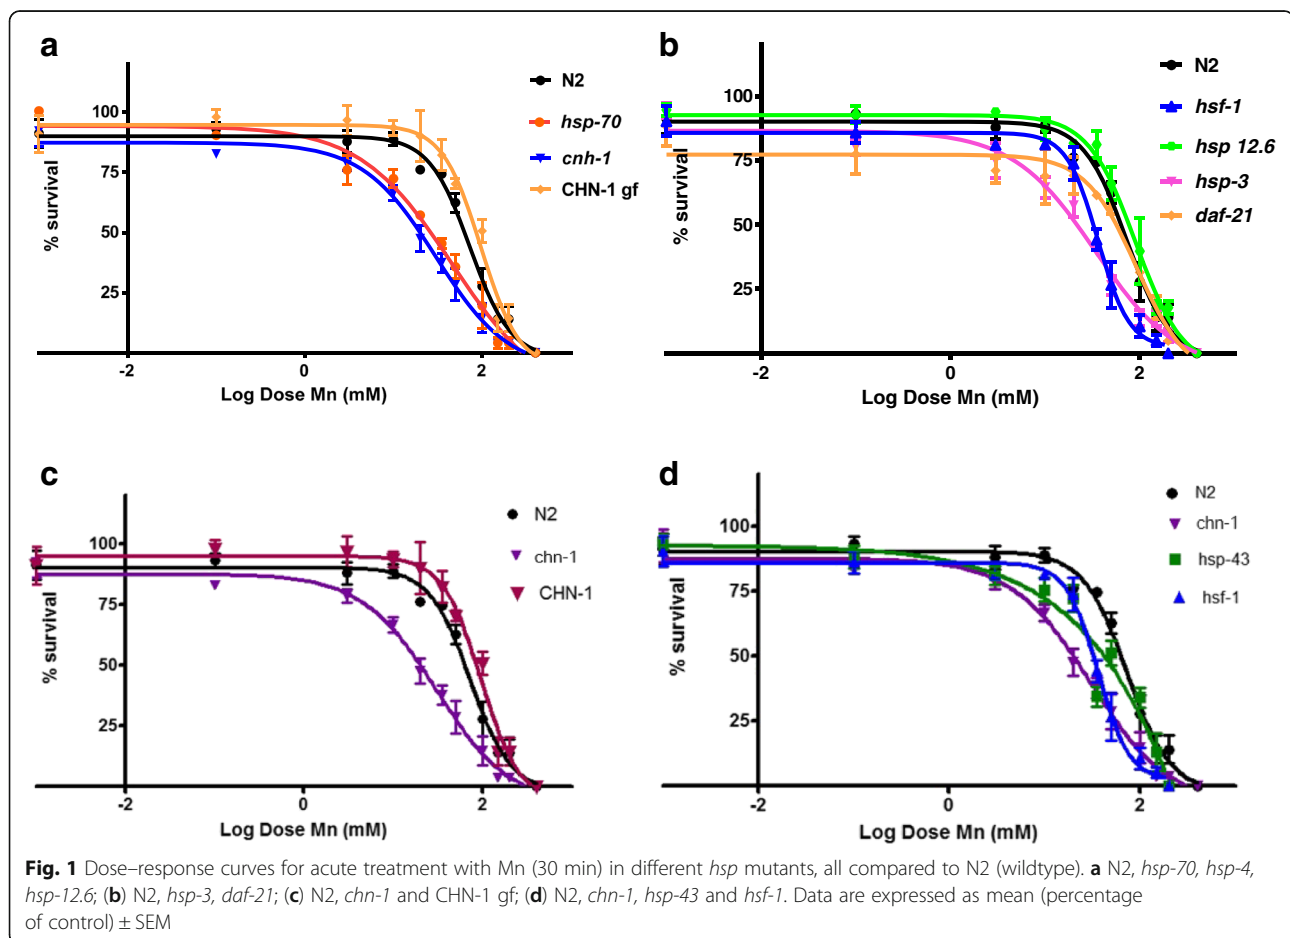 a
100
75
50
25
% survival
-2
0
2
Log Dose Mn (mM)
N2
hsp-70
cnh-1
CHN-1 gf
b
100
75
50
25
% survival
-2
0
2
Log Dose Mn (mM)
N2
hsf-1
hsp 12.6
hsp-3
daf-21
c
100
75
50
25
% survival
-2
0
2
Log Dose Mn (mM)
N2
chn-1
CHN-1
d
100
75
50
25
% survival
-2
0
2
Log Dose Mn (mM)
N2
chn-1
hsp-43
hsf-1
Fig. 1 Dose–response curves for acute treatment with Mn (30 min) in different hsp mutants, all compared to N2 (wildtype). a N2, hsp-70, hsp-4,
hsp-12.6; (b) N2, hsp-3, daf-21; (c) N2, chn-1 and CHN-1 gf; (d) N2, chn-1, hsp-43 and hsf-1. Data are expressed as mean (percentage
of control) ± SEM